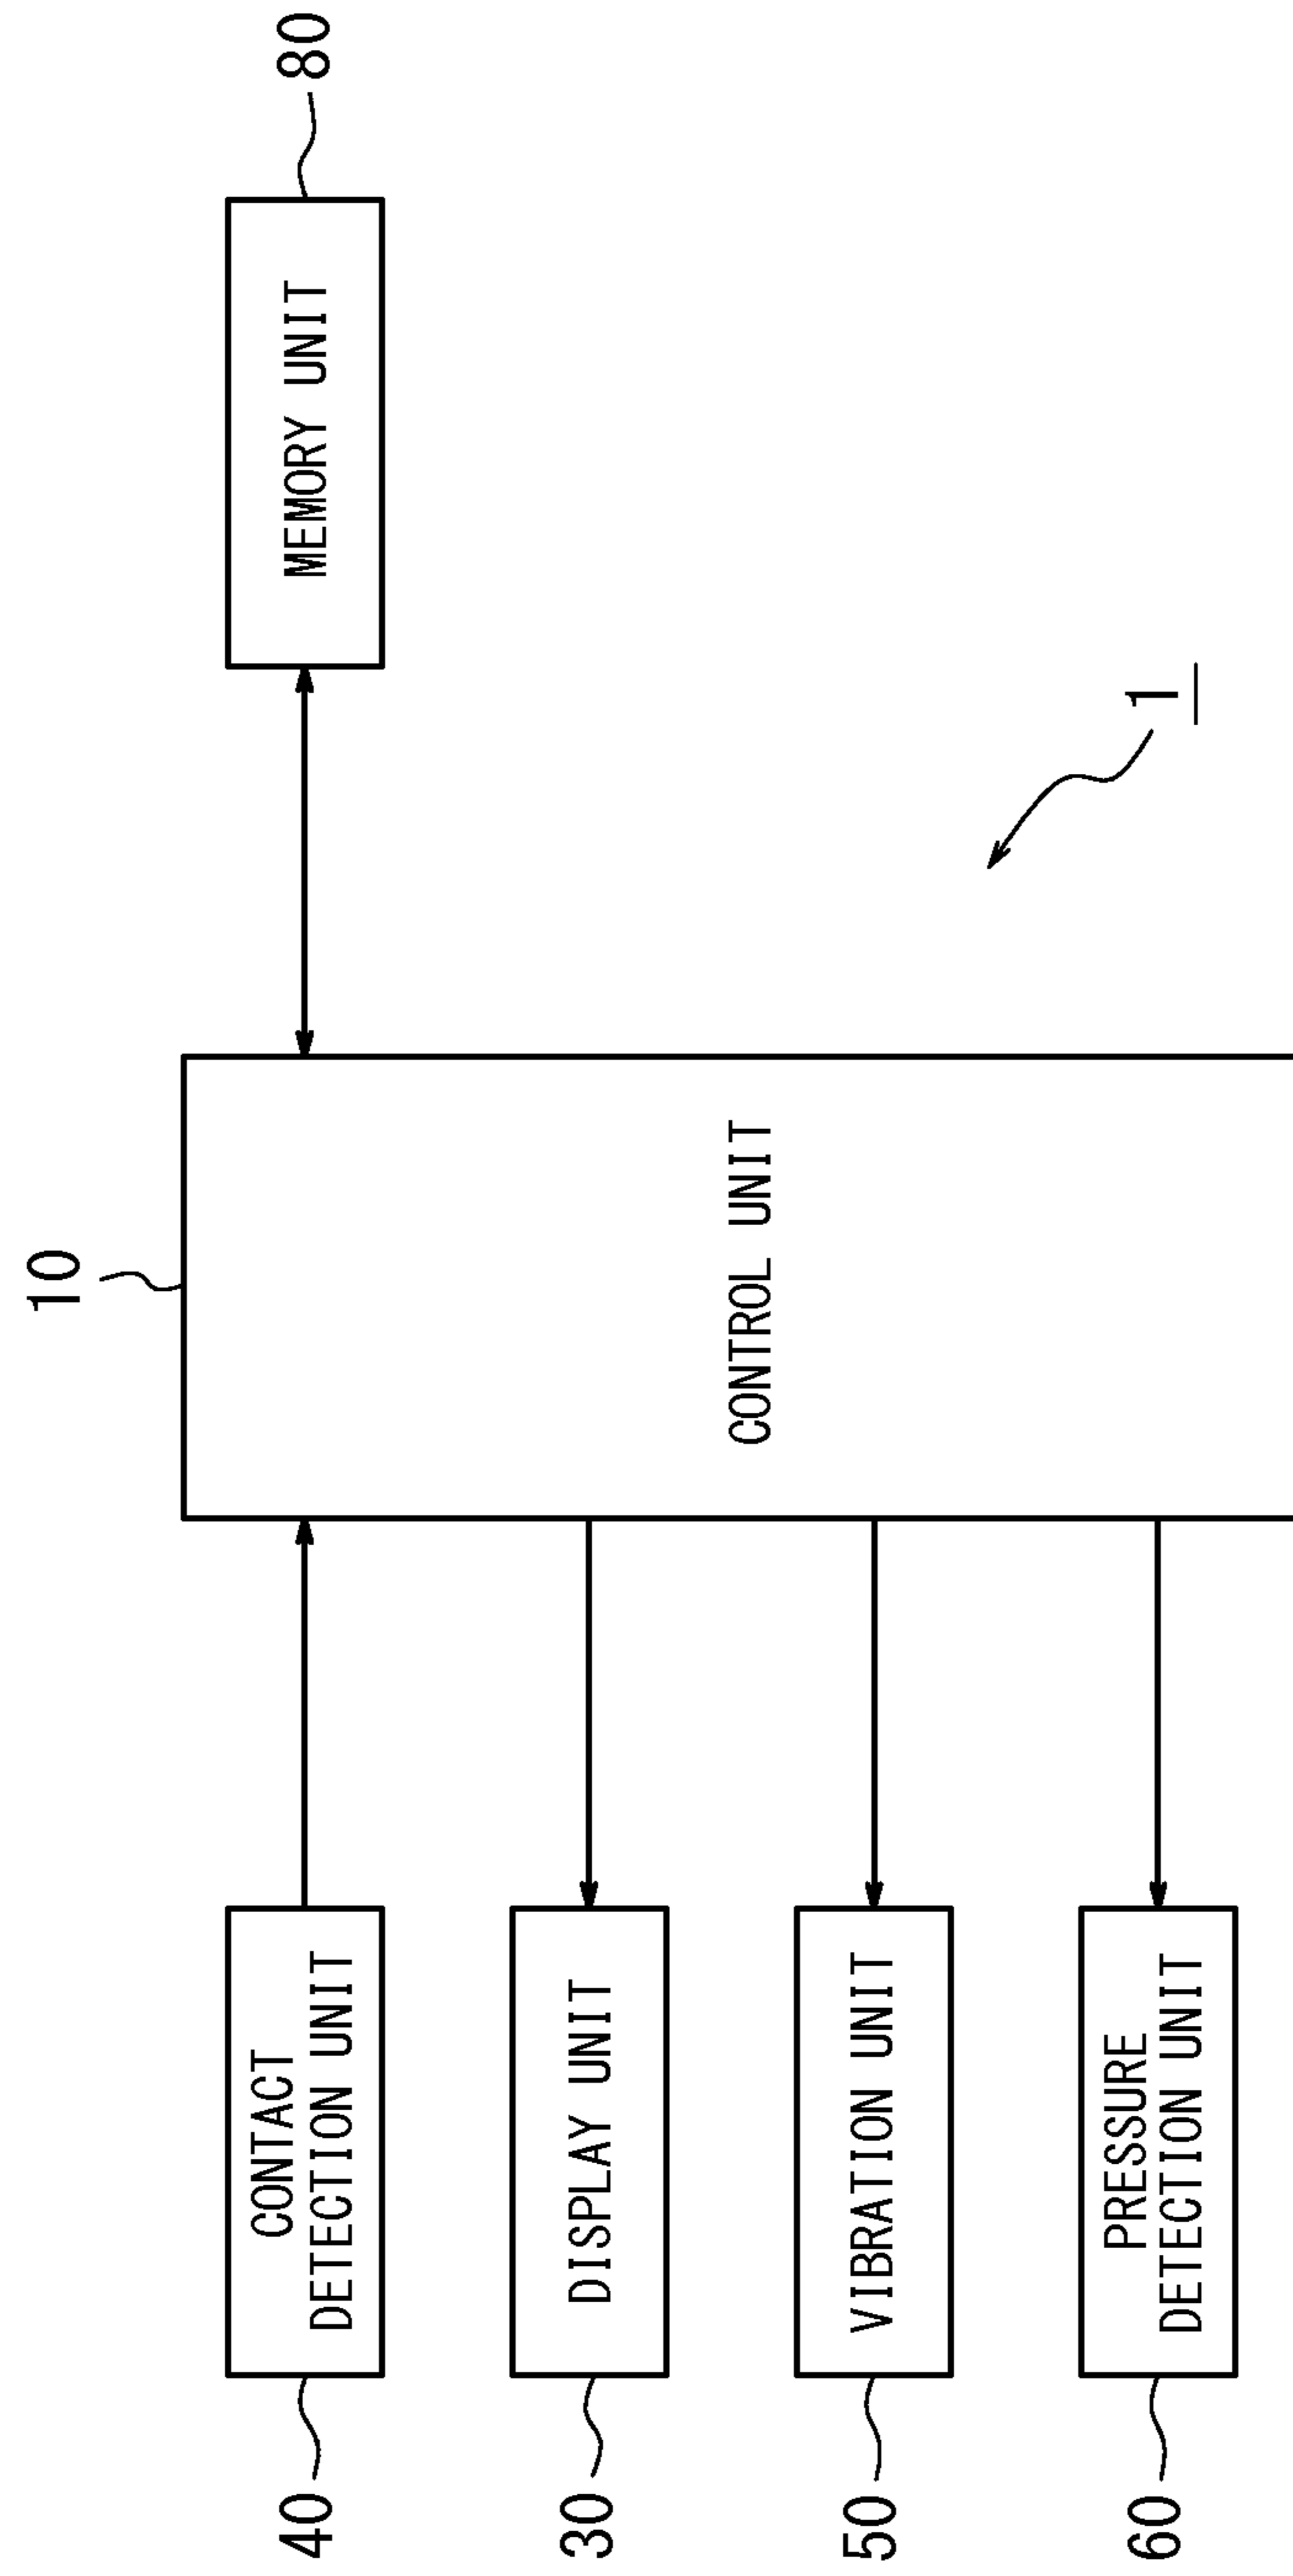 10
40
CONTACT
DETECTION UNIT
MEMORY UNIT
80
30
DISPLAY UNIT
CONTROL UNIT
50
VIBRATION UNIT
60
PRESSURE
DETECTION UNIT
1